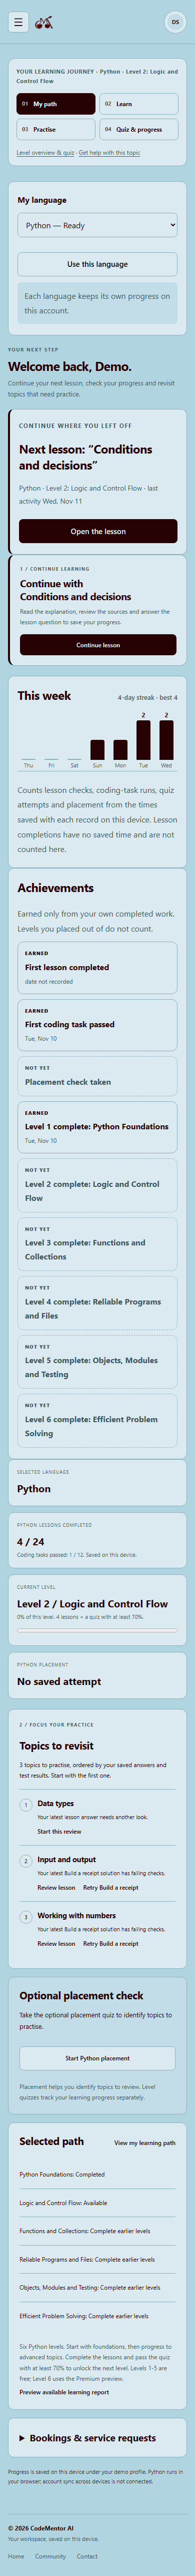 DS
YOUR LEARNING JOURNEY · Python · Level 2: Logic and
Control Flow
01 My path
02 Learn
03 Practise
04 Quiz & progress
Level overview & quiz · Get help with this topic
My language
Python — Ready
Use this language
Each language keeps its own progress on
this account.
YOUR NEXT STEP
Welcome back, Demo.
Continue your next lesson, check your progress and revisit
topics that need practice.
CONTINUE WHERE YOU LEFT OFF
Next lesson: “Conditions
and decisions”
Python · Level 2: Logic and Control Flow · last
activity Wed, Nov 11
Open the lesson
1 / CONTINUE LEARNING
Continue with
Conditions and decisions
Read the explanation, review the sources and answer the
lesson question to save your progress.
Continue lesson
This week
4-day streak · best 4
2
2
Thu
Fri
Sat
Sun
Mon
Tue
Wed
Counts lesson checks, coding-task runs, quiz
attempts and placement from the times
saved with each record on this device. Lesson
completions have no saved time and are not
counted here.
Achievements
Earned only from your own completed work.
Levels you placed out of do not count.
EARNED
First lesson completed
date not recorded
EARNED
First coding task passed
Tue, Nov 10
NOT YET
Placement check taken
EARNED
Level 1 complete: Python Foundations
Tue, Nov 10
NOT YET
Level 2 complete: Logic and Control
Flow
NOT YET
Level 3 complete: Functions and
Collections
NOT YET
Level 4 complete: Reliable Programs
and Files
NOT YET
Level 5 complete: Objects, Modules
and Testing
NOT YET
Level 6 complete: Efficient Problem
Solving
SELECTED LANGUAGE
Python
PYTHON LESSONS COMPLETED
4 / 24
Coding tasks passed: 1 / 12. Saved on this device.
CURRENT LEVEL
Level 2 / Logic and Control Flow
0% of this level. 4 lessons + a quiz with at least 70%.
PYTHON PLACEMENT
No saved attempt
2 / FOCUS YOUR PRACTICE
Topics to revisit
3 topics to practise, ordered by your saved answers and
test results. Start with the first one.
1
Data types
Your latest lesson answer needs another look.
Start this review
2
Input and output
Your latest Build a receipt solution has failing checks.
Review lesson Retry Build a receipt
3
Working with numbers
Your latest Build a receipt solution has failing checks.
Review lesson Retry Build a receipt
Optional placement check
Take the optional placement quiz to identify topics to
practise.
Start Python placement
Placement helps you identify topics to review. Level
quizzes track your learning progress separately.
Selected path
View my learning path
Python Foundations: Completed
Logic and Control Flow: Available
Functions and Collections: Complete earlier levels
Reliable Programs and Files: Complete earlier levels
Objects, Modules and Testing: Complete earlier levels
Efficient Problem Solving: Complete earlier levels
Six Python levels. Start with foundations, then progress to
advanced topics. Complete the lessons and pass the quiz
with at least 70% to unlock the next level. Levels 1-5 are
free; Level 6 uses the Premium preview.
Preview available learning report
Bookings & service requests
Progress is saved on this device under your demo profile. Python runs in
your browser; account sync across devices is not connected.
© 2026 CodeMentor AI
Your workspace, saved on this device.
Home Community Contact